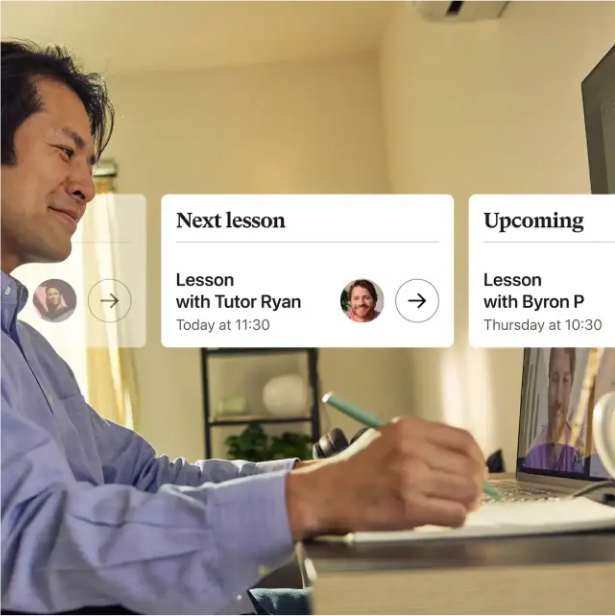 Next lesson
Lesson
with Tutor Ryan
Today at 11:30
Upcoming
Lesson
with Byron P
Thursday at 10:30